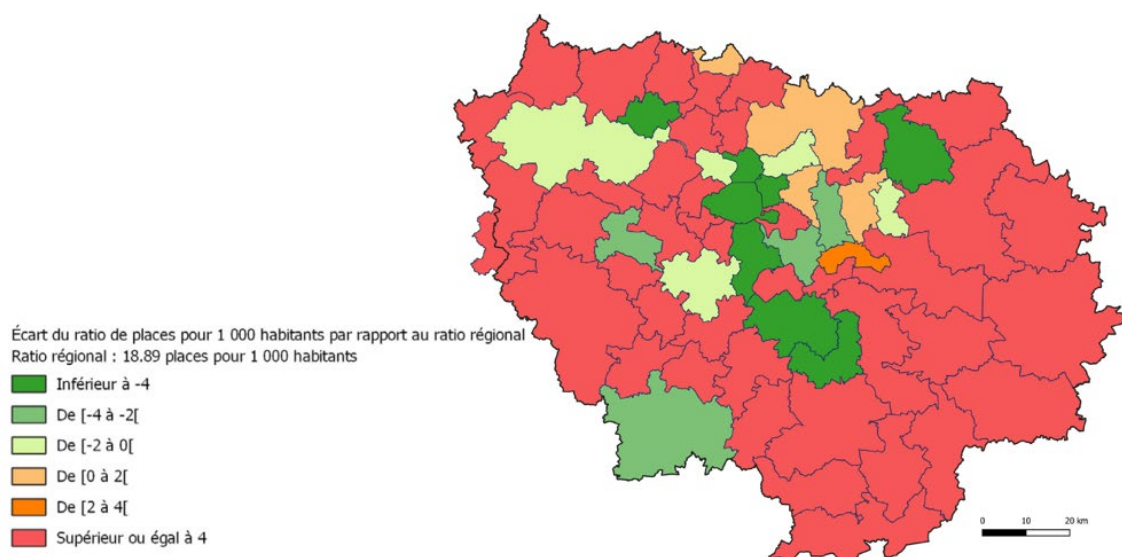 Écart du ratio de places pour 1 000 habitants par rapport au ratio régional
Ratio régional : 18.89 places pour 1 000 habitants
Inférieur à -4
De [-4 à -2[
De [-2 à 0[
De [0 à 2[
De [2 à 4[
Supérieur ou égal à 4
0 10 20 km